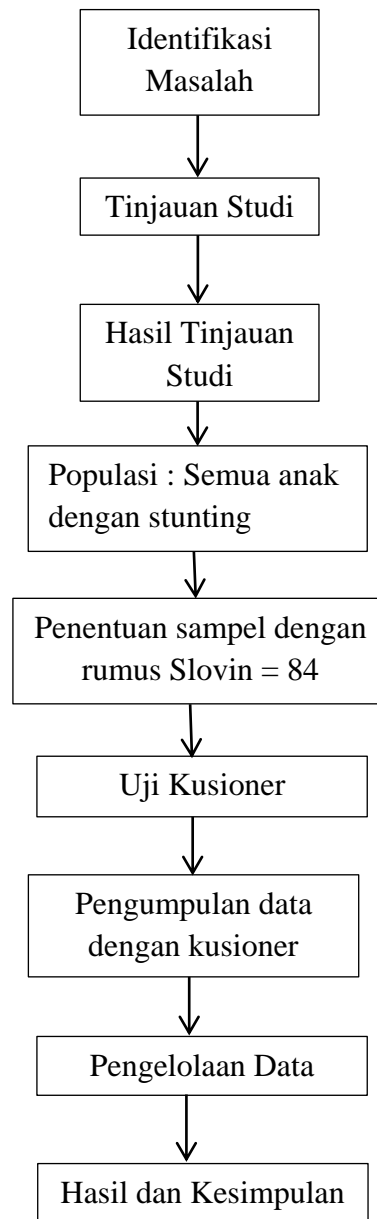 Identifikasi
Masalah
Tinjauan Studi
Hasil Tinjauan
Studi
Populasi : Semua anak
dengan stunting
Penentuan sampel dengan
rumus Slovin = 84
Uji Kusioner
Pengumpulan data
dengan kusioner
Pengelolaan Data
Hasil dan Kesimpulan